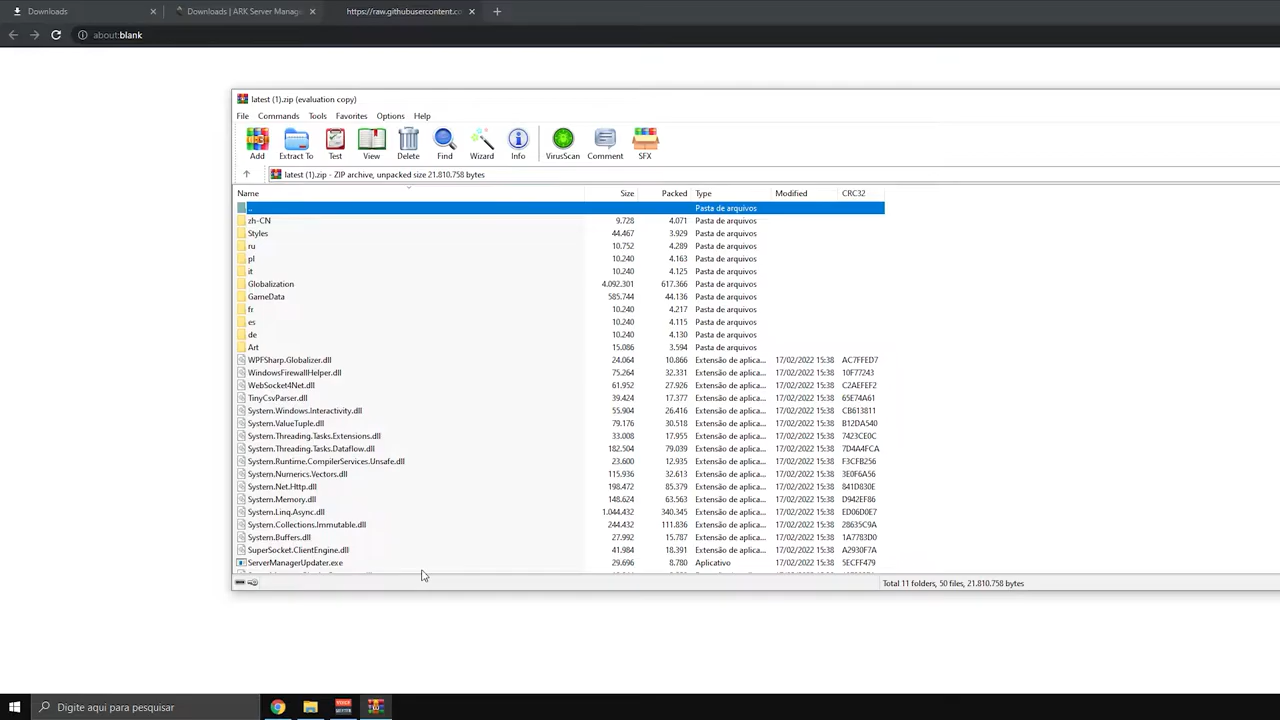 Downloads
Downloads | ARK Server Manage
https://raw.githubusercontent.co
about:blank
latest (1).zip (evaluation copy)
File Commands Tools Favorites Options Help
Add Extract To Test View Delete Find Wizard Info VirusScan Comment SFX
latest (1).zip - ZIP archive, unpacked size 21.810.758 bytes
Name Size Packed Type Modified CRC32
.. Pasta de arquivos
zh-CN 9.728 4.071 Pasta de arquivos
Styles 44.467 3.929 Pasta de arquivos
ru 10.752 4.289 Pasta de arquivos
pl 10.240 4.163 Pasta de arquivos
it 10.240 4.125 Pasta de arquivos
Globalization 4.092.301 617.366 Pasta de arquivos
GameData 585.744 44.136 Pasta de arquivos
fr 10.240 4.217 Pasta de arquivos
es 10.240 4.115 Pasta de arquivos
de 10.240 4.130 Pasta de arquivos
Art 15.086 3.594 Pasta de arquivos
WPFSharp.Globalizer.dll 24.064 10.866 Extensão de aplica... 17/02/2022 15:38 AC7FFED7
WindowsFirewallHelper.dll 75.264 32.331 Extensão de aplica... 17/02/2022 15:38 10F77243
WebSocket4Net.dll 61.952 27.926 Extensão de aplica... 17/02/2022 15:38 C2AEFEF2
TinyCsvParser.dll 39.424 17.377 Extensão de aplica... 17/02/2022 15:38 65E74A61
System.Windows.Interactivity.dll 55.904 26.416 Extensão de aplica... 17/02/2022 15:38 CB613811
System.ValueTuple.dll 79.176 30.518 Extensão de aplica... 17/02/2022 15:38 B12DA540
System.Threading.Tasks.Extensions.dll 33.008 17.955 Extensão de aplica... 17/02/2022 15:38 7423CE0C
System.Threading.Tasks.Dataflow.dll 182.504 79.039 Extensão de aplica... 17/02/2022 15:38 7D4A4FCA
System.Runtime.CompilerServices.Unsafe.dll 23.600 12.935 Extensão de aplica... 17/02/2022 15:38 F3CFB256
System.Numerics.Vectors.dll 115.936 32.613 Extensão de aplica... 17/02/2022 15:38 3E0F6A56
System.Net.Http.dll 198.472 85.379 Extensão de aplica... 17/02/2022 15:38 841D830E
System.Memory.dll 148.624 63.563 Extensão de aplica... 17/02/2022 15:38 D942EF86
System.Linq.Async.dll 1.044.432 340.345 Extensão de aplica... 17/02/2022 15:38 ED06D0E7
System.Collections.Immutable.dll 244.432 111.836 Extensão de aplica... 17/02/2022 15:38 28635C9A
System.Buffers.dll 27.992 15.787 Extensão de aplica... 17/02/2022 15:38 1A7783D0
SuperSocket.ClientEngine.dll 41.984 18.391 Extensão de aplica... 17/02/2022 15:38 A2930F7A
ServerManagerUpdater.exe 29.696 8.780 Aplicativo 17/02/2022 15:38 5ECFF479
Total 11 folders, 50 files, 21.810.758 bytes
Digite aqui para pesquisar